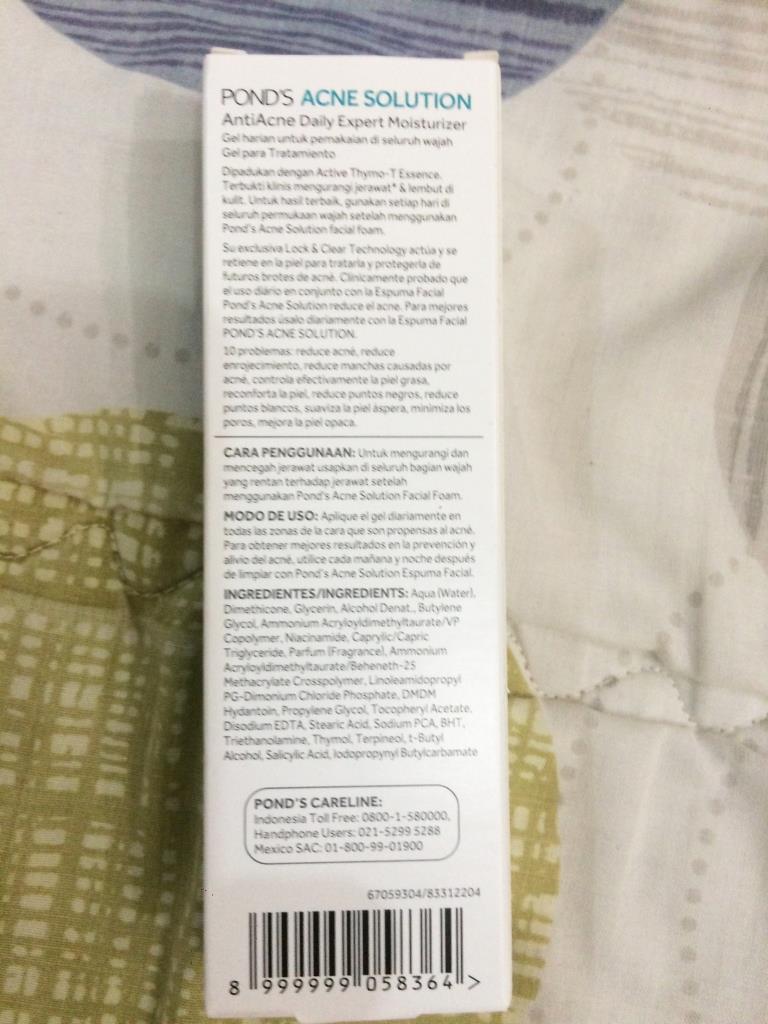 POND'S ACNE SOLUTION
AntiAcne Daily Expert Moisturizer
Gel harian untuk pemakaian di seluruh wajah
Gel para Tratamiento
Dipadukan dengan Active Thymo-T Essence.
Terbukti klinis mengurangi jerawat* & lembut di
kulit. Untuk hasil terbaik, gunakan setiap hari di
seluruh permukaan wajah setelah menggunakan
Pond's Acne Solution facial foam.
Su exclusiva Lock & Clear Technology actúa y se
retiene en la piel para tratarla y protegerla de
futuros brotes de acné. Clínicamente probado que
el uso diário en conjunto con la Espuma Facial
Pond's Acne Solution reduce el acne. Para mejores
resultados úsalo diariamente con la Espuma Facial
POND'S ACNE SOLUTION.
10 problemas: reduce acné, reduce
enrojecimiento, reduce manchas causadas por
acné, controla efectivamente la piel grasa,
reconforta la piel, reduce puntos negros, reduce
puntos blancos, suaviza la piel áspera, minimiza los
poros, mejora la piel opaca.
CARA PENGGUNAAN: Untuk mengurangi dan
mencegah jerawat usapkan di seluruh bagian wajah
yang rentan terhadap jerawat setelah
menggunakan Pond's Acne Solution Facial Foam.
MODO DE USO: Aplique el gel diariamente en
todas las zonas de la cara que son propensas al acné.
Para obtener mejores resultados en la prevención y
alivio del acné, utilice cada mañana y noche después
de limpiar con Pond's Acne Solution Espuma Facial.
INGREDIENTES/INGREDIENTS: Aqua (Water),
Dimethicone, Glycerin, Alcohol Denat., Butylene
Glycol, Ammonium Acryloyldimethyltaurate/VP
Copolymer, Niacinamide, Caprylic/Capric
Triglyceride, Parfum (Fragrance), Ammonium
Acryloyldimethyltaurate/Beheneth-25
Methacrylate Crosspolymer, Linoleamidopropyl
PG-Dimonium Chloride Phosphate, DMDM
Hydantoin, Propylene Glycol, Tocopheryl Acetate,
Disodium EDTA, Stearic Acid, Sodium PCA, BHT,
Triethanolamine, Thymol, Terpineol, t-Butyl
Alcohol, Salicylic Acid, Iodopropynyl Butylcarbamate
POND'S CARELINE:
Indonesia Toll Free: 0800-1-580000,
Handphone Users: 021-5299 5288
Mexico SAC: 01-800-99-01900
67059304/83312204
8 999999 058364 >